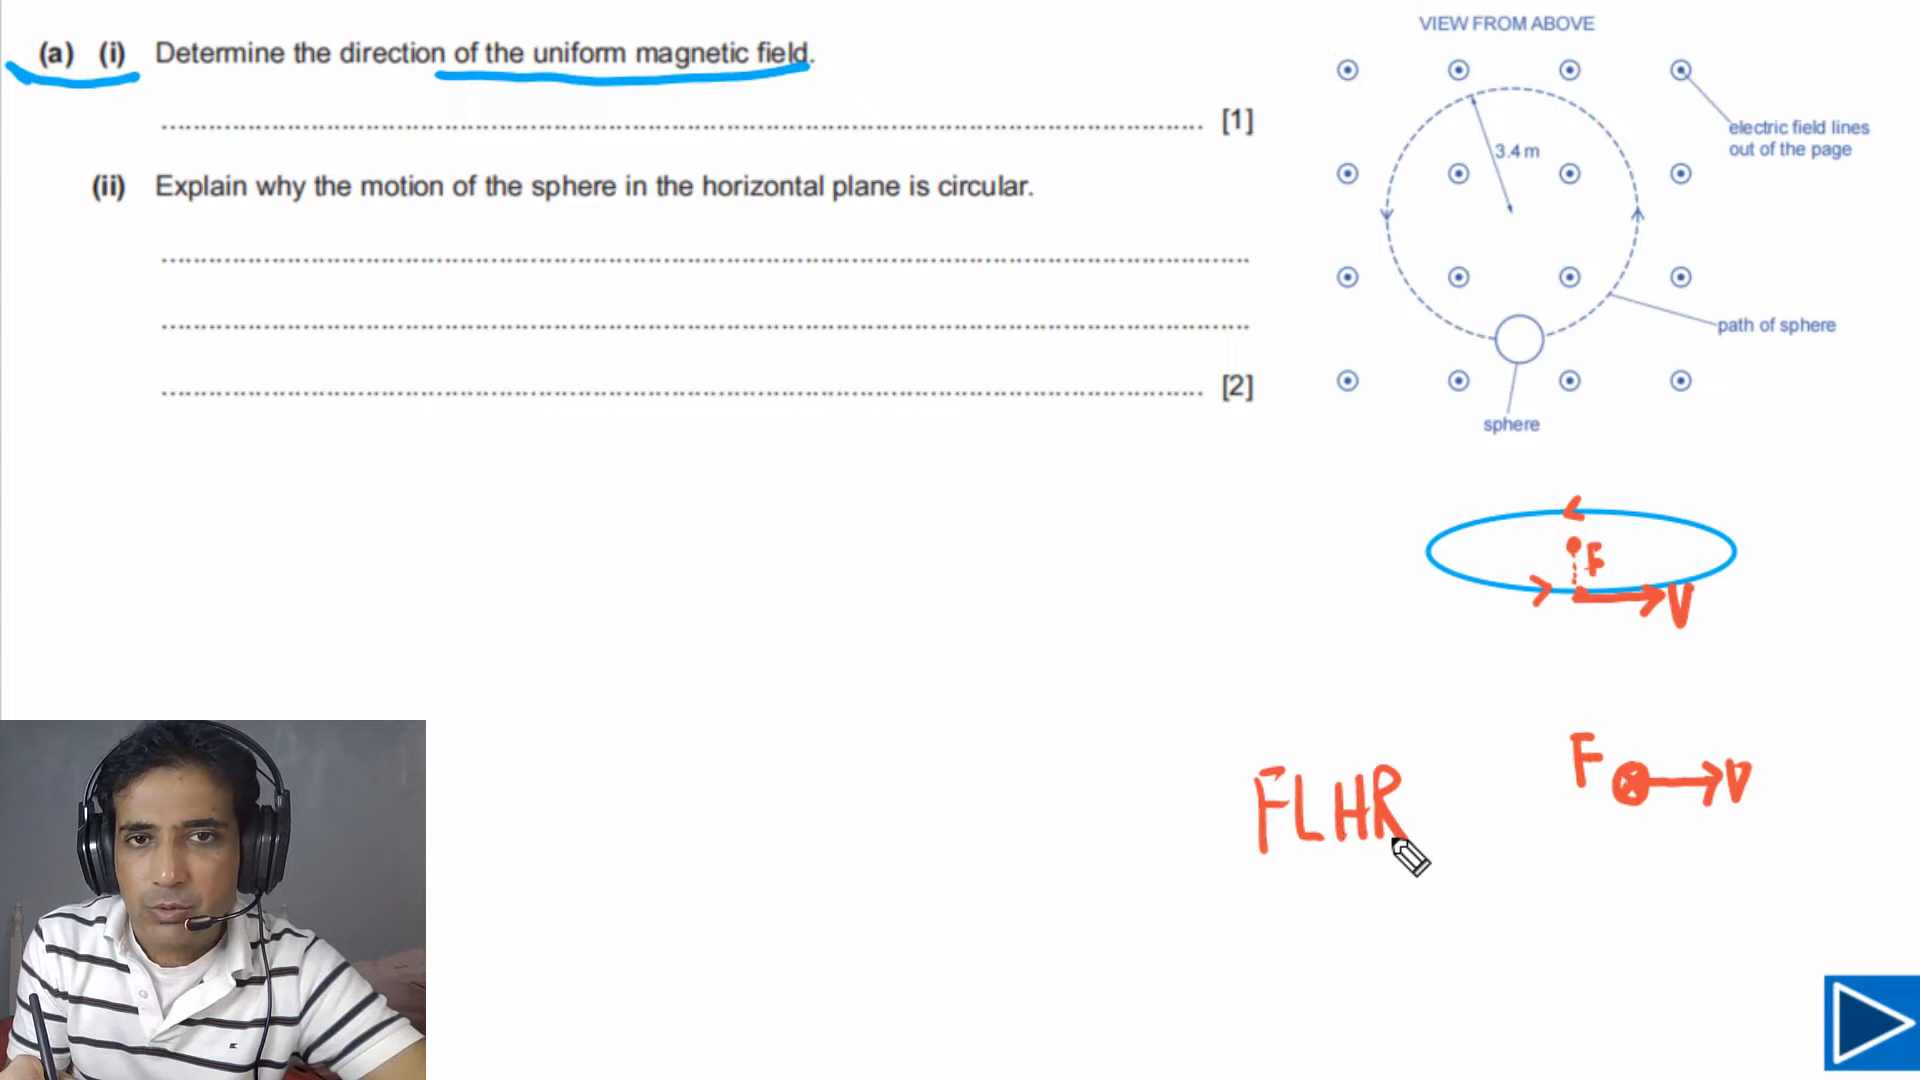 (a) (i) Determine the direction of the uniform magnetic field.
[1]
(ii) Explain why the motion of the sphere in the horizontal plane is circular.
[2]
VIEW FROM ABOVE
electric field lines
out of the page
3.4 m
path of sphere
sphere
F
V
F
V
FLHR